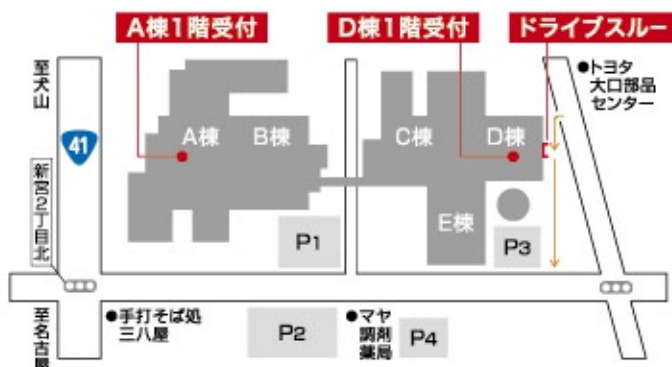 A棟1階受付
D棟1階受付
ドライブスルー
至犬山
41
新宮2丁目北
至名古屋
A棟
B棟
C棟
D棟
E棟
●トヨタ
大口部品
センター
P1
P3
●手打そば処
三八屋
P2
●マヤ
調剤
薬局
P4